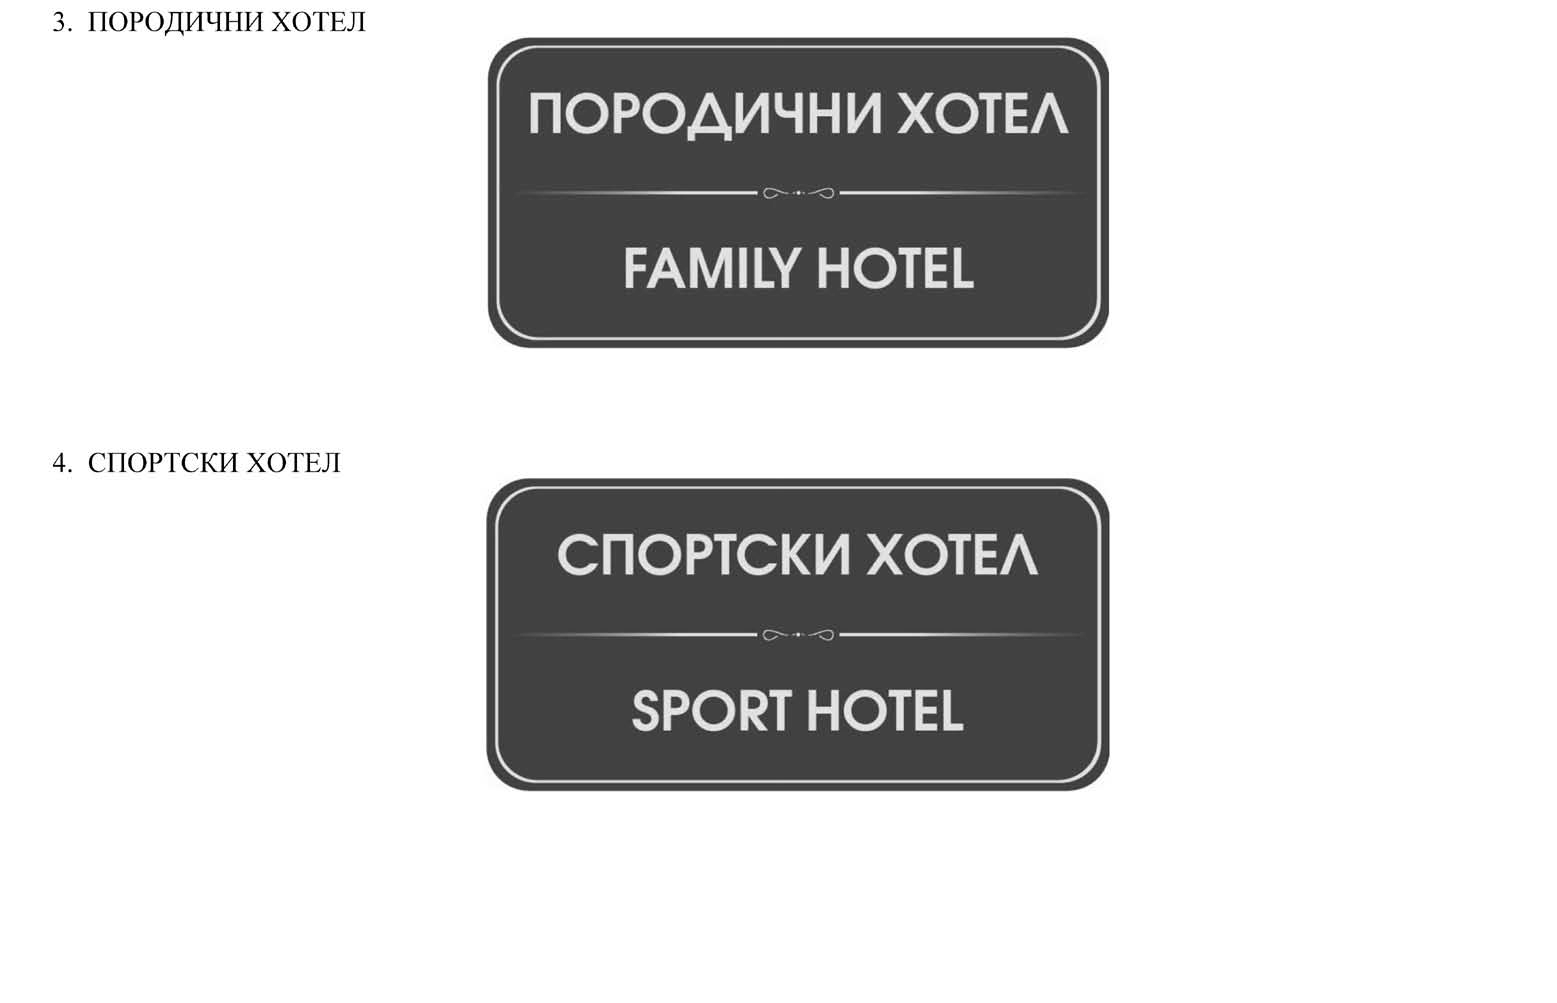 3. ПОРОДИЧНИ ХОТЕЛ
ПОРОДИЧНИ ХОТЕЛ
FAMILY HOTEL
4. СПОРТСКИ ХОТЕЛ
СПОРТСКИ ХОТЕЛ
SPORT HOTEL